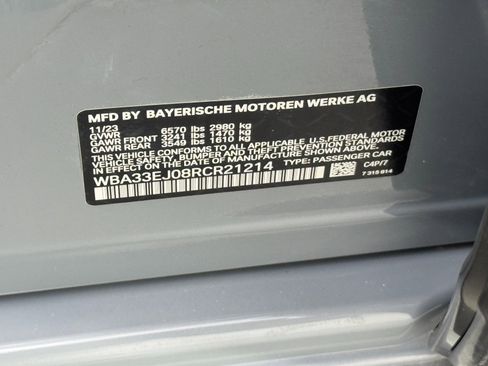 MFD BY BAYERISCHE MOTOREN WERKE AG
11/23
GVWR 6570 lbs 2980 kg
GAWR FRONT 3241 lbs 1470 kg
GAWR REAR 3549 lbs 1610 kg
THIS VEHICLE CONFORMS TO ALL APPLICABLE U.S. FEDERAL MOTOR
VEHICLE SAFETY, BUMPER, AND THEFT PREVENTION STANDARDS
IN EFFECT ON THE DATE OF MANUFACTURE SHOWN ABOVE.
WBA33EJ08RCR21214 TYPE: PASSENGER CAR
C4P/7
7 315 614